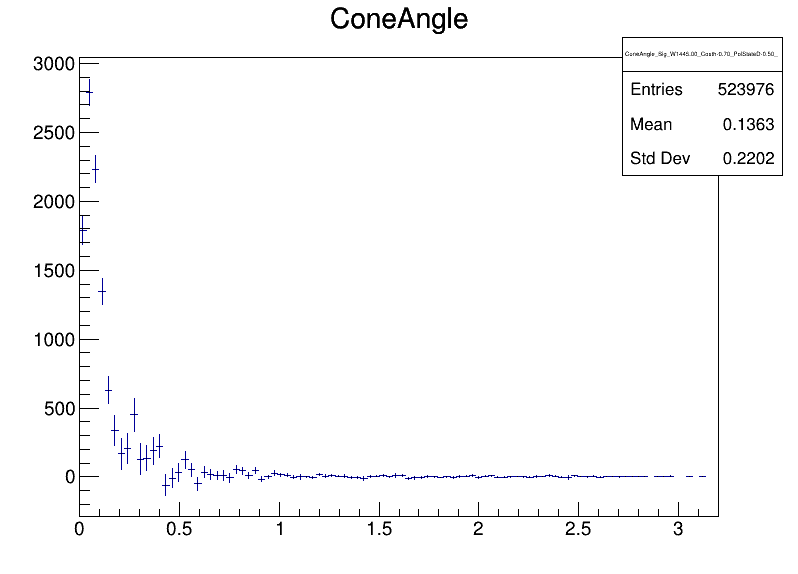 ConeAngle
ConeAngle_Sig_W1445.00_Costh-0.70_PolStateD-0.50_
Entries 523976
Mean 0.1363
Std Dev 0.2202
3000
2500
2000
1500
1000
500
0
0 0.5 1 1.5 2 2.5 3